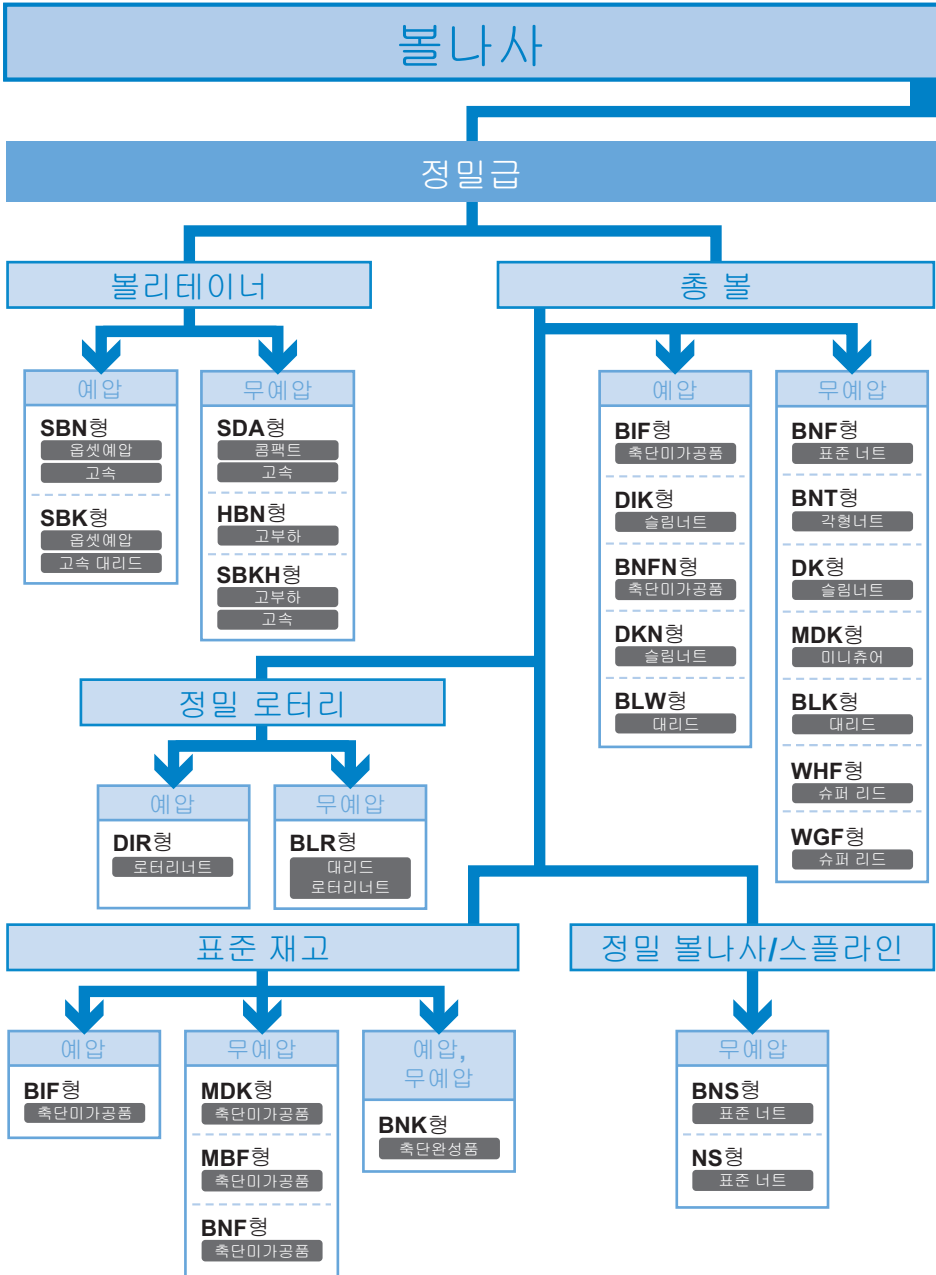 볼나사
정밀급
볼리테이너
예압
SBN형
옵셋예압
고속
SBK형
옵셋예압
고속 대리드
무예압
SDA형
콤팩트
고속
HBN형
고부하
SBKH형
고부하
고속
총 볼
예압
BIF형
축단미가공품
DIK형
슬림너트
BNFN형
축단미가공품
DKN형
슬림너트
BLW형
대리드
무예압
BNF형
표준 너트
BNT형
각형너트
DK형
슬림너트
MDK형
미니츄어
BLK형
대리드
WHF형
슈퍼 리드
WGF형
슈퍼 리드
정밀 로터리
예압
DIR형
로터리너트
무예압
BLR형
대리드
로터리너트
표준 재고
예압
BIF형
축단미가공품
무예압
MDK형
축단미가공품
MBF형
축단미가공품
BNF형
축단미가공품
예압,
무예압
BNK형
축단완성품
정밀 볼나사/스플라인
무예압
BNS형
표준 너트
NS형
표준 너트